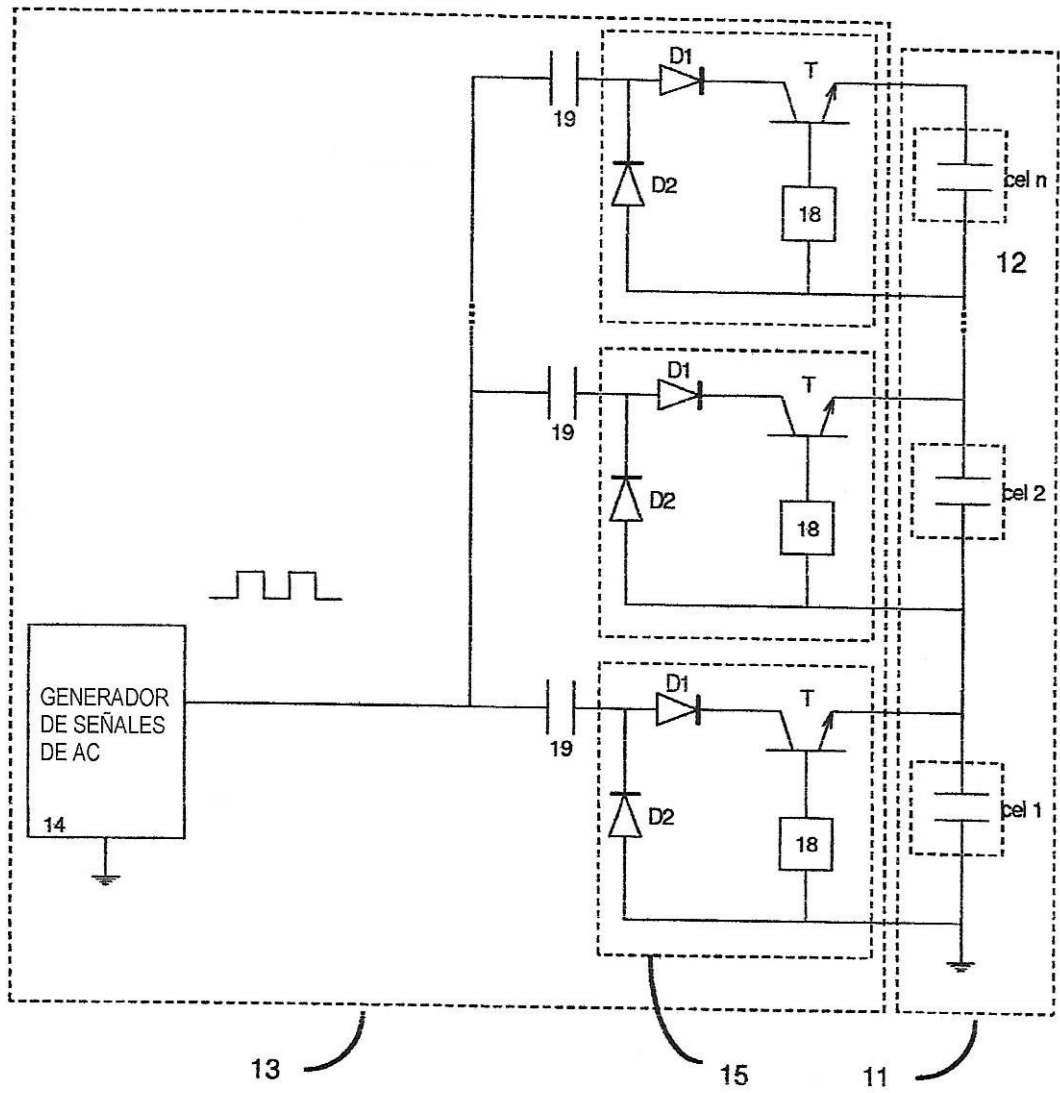 D1
T
19
D2
18
cel n
12
D1
T
19
D2
18
cel 2
GENERADOR
DE SEÑALES
DE AC
14
D1
T
19
D2
18
cel 1
13
15
11